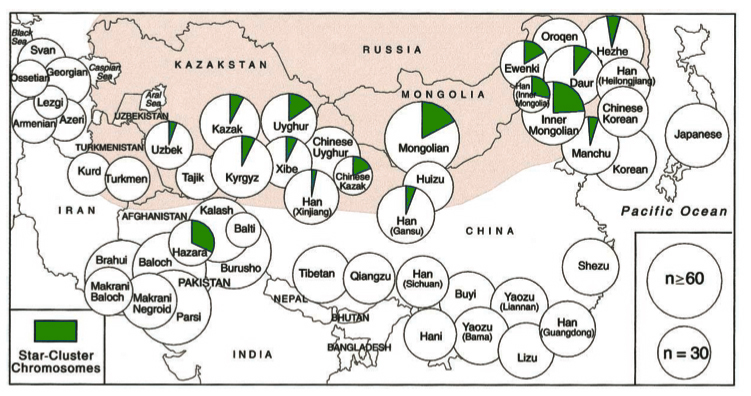 Black
Sea
Svan
Ossetian
Georgian
Caspian
Sea
Lezgi
Armenian
Azeri
KAZAKSTAN
RUSSIA
Aral
Sea
UZBEKISTAN
TURKMENISTAN
Uzbek
Kazak
Uyghur
Chinese
Uyghur
Kurd
Turkmen
Tajik
Kyrgyz
Xibe
Chinese
Kazak
Han
(Xinjiang)
MONGOLIA
Mongolian
Huizu
Han
(Gansu)
Oroqen
Hezhe
Ewenki
Daur
Han
(Heilongjiang)
Han
(Inner
Mongolia)
Inner
Mongolian
Chinese
Korean
Manchu
Korean
Japanese
Pacific Ocean
IRAN
AFGHANISTAN
Kalash
Balti
Hazara
Burusho
Brahui
Baloch
PAKISTAN
Makrani
Baloch
Makrani
Negroid
Parsi
CHINA
Tibetan
Qiangzu
Han
(Sichuan)
Buyi
Yaozu
(Liannan)
Shezu
NEPAL
BHUTAN
BANGLADESH
INDIA
Hani
Yaozu
(Bama)
Lizu
Han
(Guangdong)
Star-Cluster
Chromosomes
n≥60
n = 30